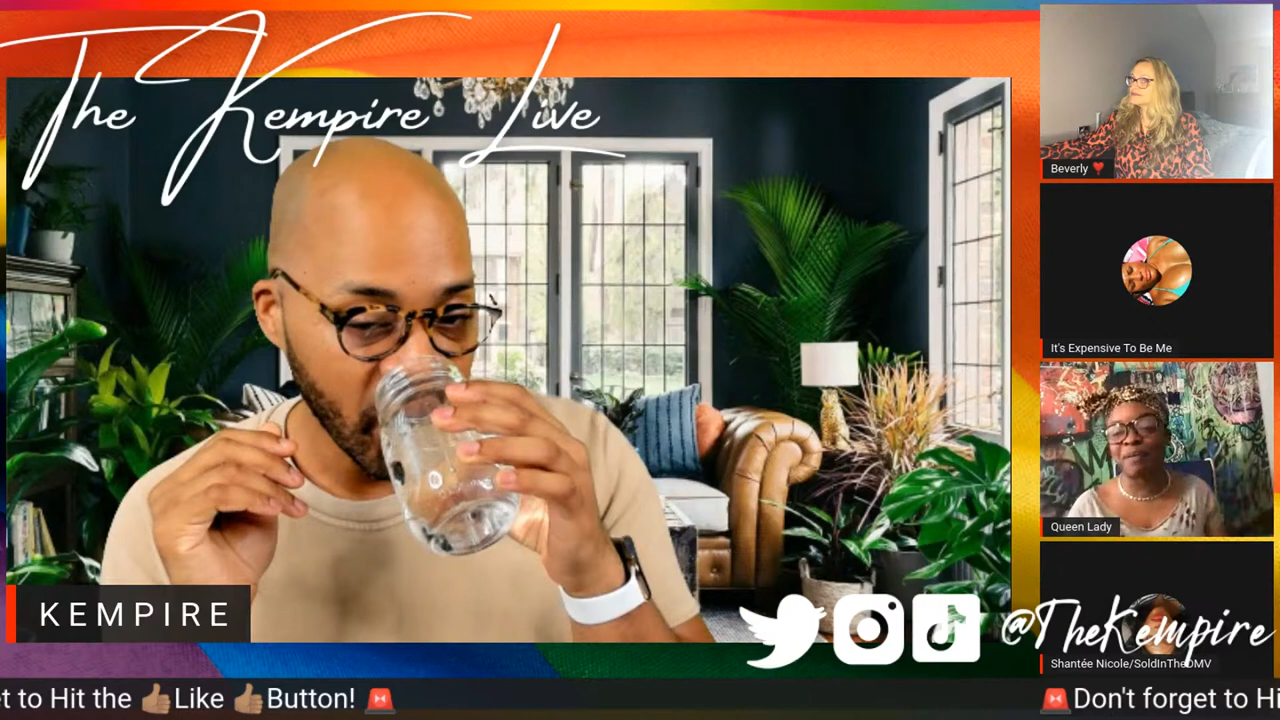 The Kempire Live
Beverly ❤️
It's Expensive To Be Me
Queen Lady
KEMPIRE
@TheKempire
Shantée Nicole/SoldInTheDMV
et to Hit the 👍🏽Like 👍🏽Button! 🚨
🚨Don't forget to Hi